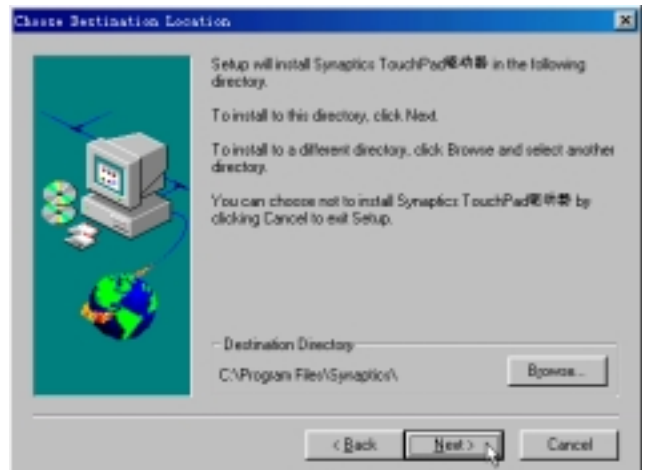 Choose Destination Location
Setup will install Synaptics TouchPad驱动器 in the following
directory.
To install to this directory, click Next.
To install to a different directory, click Browse and select another
directory.
You can choose not to install Synaptics TouchPad驱动器 by
clicking Cancel to exit Setup.
Destination Directory
C:\Program Files\Synaptics\
Browse...
< Back
Next >
Cancel